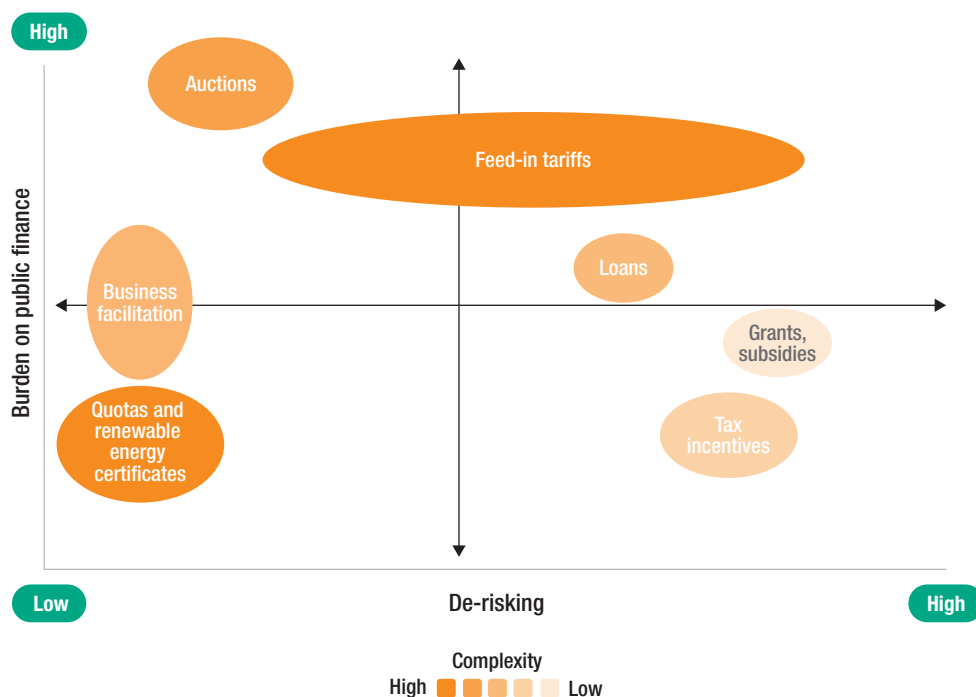 High
Auctions
Feed-in tariffs
Burden on public finance
Loans
Business
facilitation
Grants,
subsidies
Quotas and
renewable
energy
certificates
Tax
incentives
Low
De-risking
High
Complexity
High
Low